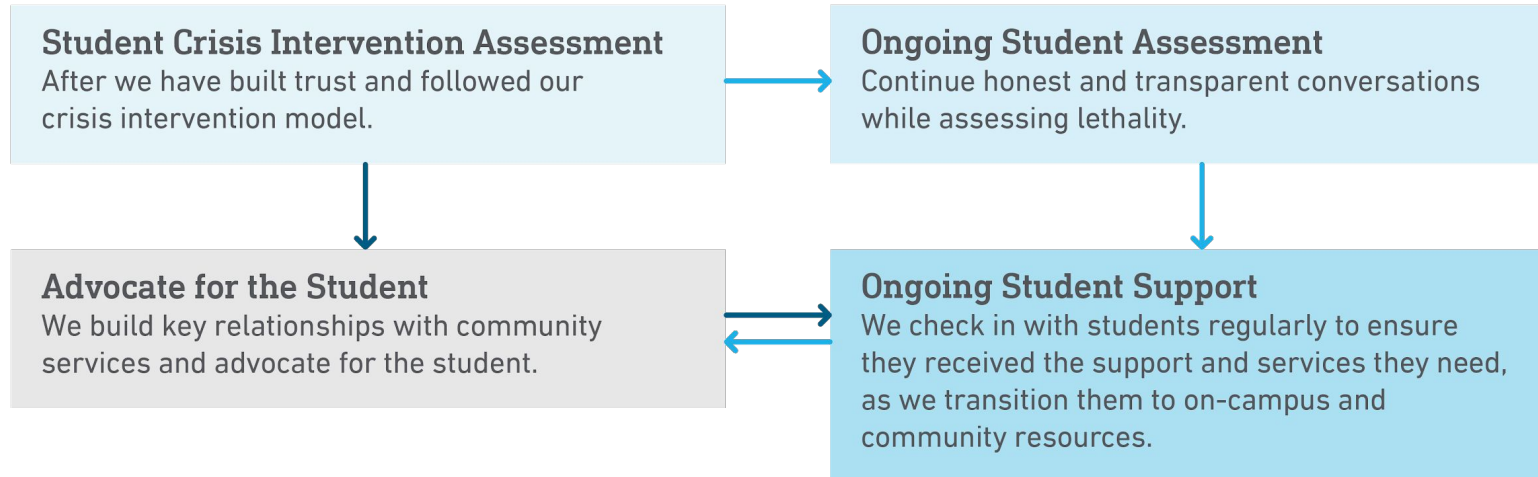 Student Crisis Intervention Assessment
After we have built trust and followed our
crisis intervention model.
Ongoing Student Assessment
Continue honest and transparent conversations
while assessing lethality.
Advocate for the Student
We build key relationships with community
services and advocate for the student.
Ongoing Student Support
We check in with students regularly to ensure
they received the support and services they need,
as we transition them to on-campus and
community resources.